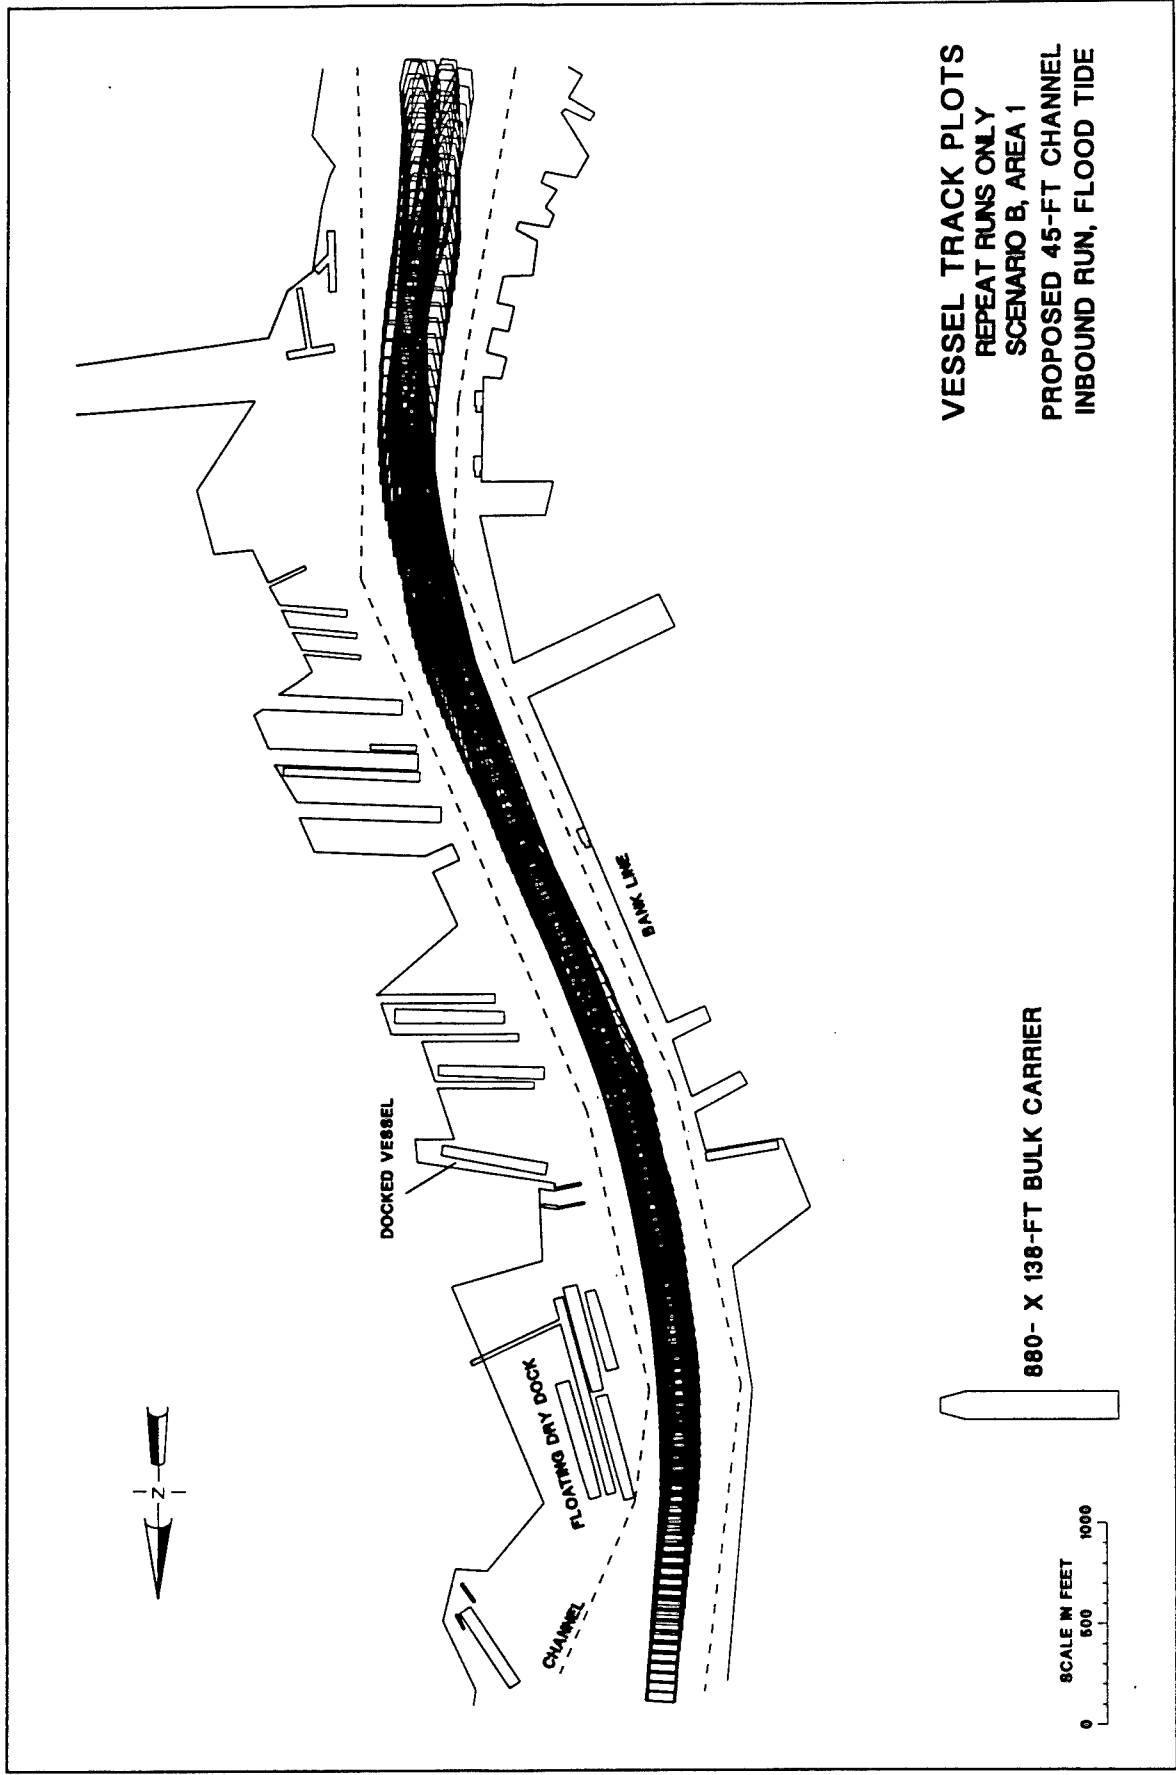 DOCKED VESSEL
FLOATING DRY DOCK
CHANNEL
BANK LINE
N
SCALE IN FEET
0 500 1000
880- X 138-FT BULK CARRIER
VESSEL TRACK PLOTS
REPEAT RUNS ONLY
SCENARIO B, AREA 1
PROPOSED 45-FT CHANNEL
INBOUND RUN, FLOOD TIDE